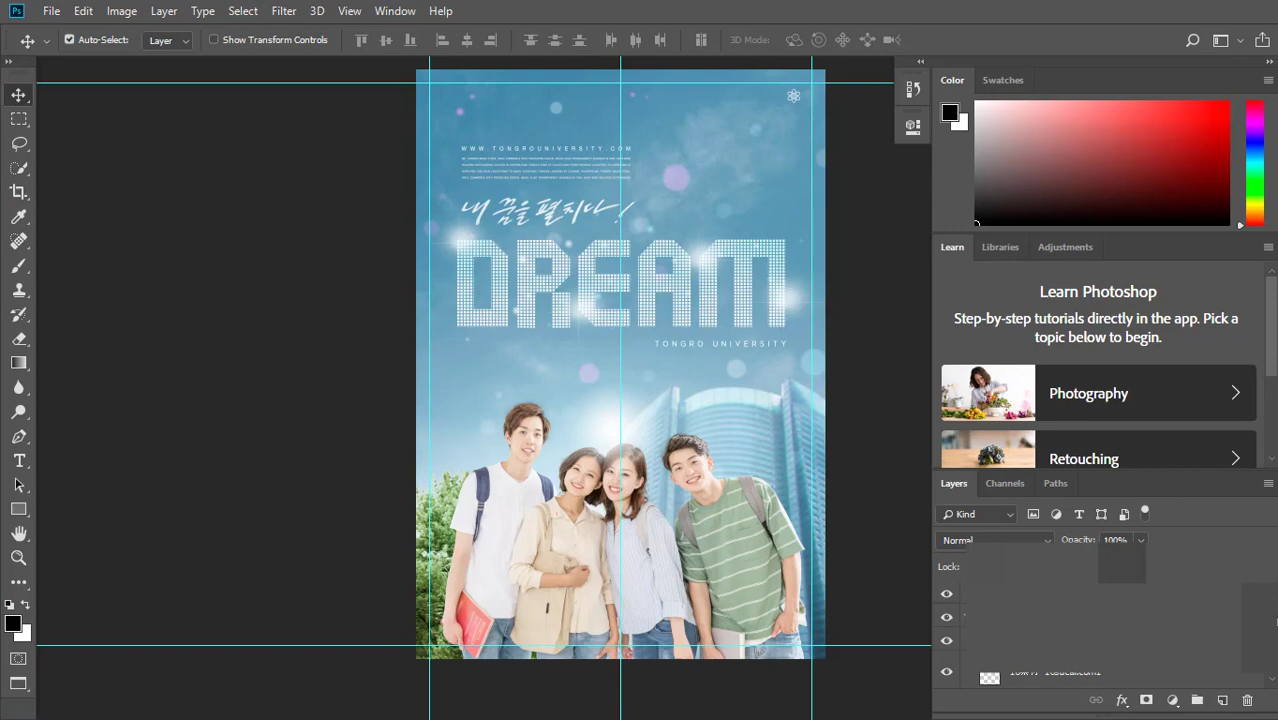 Ps File Edit Image Layer Type Select Filter 3D View Window Help
Auto-Select: Layer Show Transform Controls 3D Mode:
Color Swatches
WWW.TONGROUNIVERSITY.COM
내 꿈을 펼치다!
DREAM
TONGRO UNIVERSITY
Learn Libraries Adjustments
Learn Photoshop
Step-by-step tutorials directly in the app. Pick a
topic below to begin.
Photography
Retouching
Layers Channels Paths
Kind
Normal Opacity: 100%
Lock: